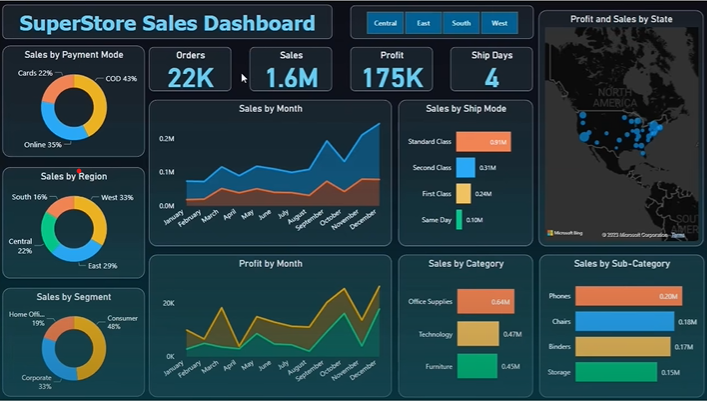 SuperStore Sales Dashboard
Central East South West
Profit and Sales by State
Sales by Payment Mode
Cards 22%
COD 43%
Online 35%
Orders
22K
Sales
1.6M
Profit
175K
Ship Days
4
NORTH
AMERICA
SOUT
AMER
Microsoft Bing
© 2023 Microsoft Corporation Terms
Sales by Month
0.2M
0.1M
0.0M
January
February
March
April
May
June
July
August
September
October
November
December
Sales by Ship Mode
Standard Class 0.91M
Second Class 0.31M
First Class 0.24M
Same Day 0.10M
Sales by Region
South 16%
West 33%
Central
22%
East 29%
Sales by Segment
Home Offi...
19%
Consumer
48%
Corporate
33%
Profit by Month
20K
0K
January
February
March
April
May
June
July
August
September
October
November
December
Sales by Category
Office Supplies 0.64M
Technology 0.47M
Furniture 0.45M
Sales by Sub-Category
Phones 0.20M
Chairs 0.18M
Binders 0.17M
Storage 0.15M